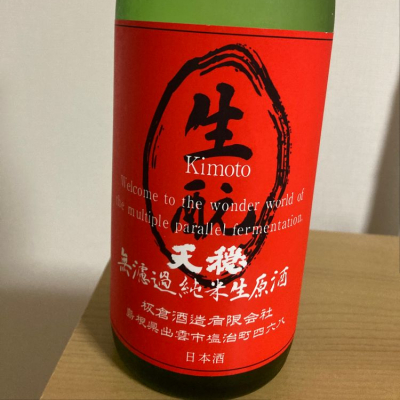 生酛
Kimoto
Welcome to the wonder world of
the multiple parallel fermentation.
天穏
無濾過純米生原酒
板倉酒造有限会社
島根県出雲市塩冶町四六八
日本酒